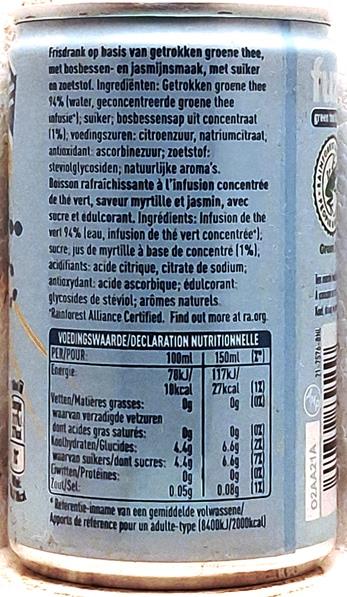 Frisdrank op basis van getrokken groene thee,
met bosbessen- en jasmijnsmaak, met suiker
en zoetstof. Ingrediënten: Getrokken groene thee
94% (water, geconcentreerde groene thee
infusie*); suiker; bosbessensap uit concentraat
(1%); voedingszuren: citroenzuur, natriumcitraat;
antioxidant: ascorbinezuur; zoetstof:
steviolglycosiden; natuurlijke aroma's.
Boisson rafraichissante à l'infusion concentrée
de thé vert, saveur myrtille et jasmin, avec
sucre et édulcorant. Ingrédients: Infusion de thé
vert 94% (eau, infusion de thé vert concentrée*);
sucre; jus de myrtille à base de concentré (1%);
acidifiants: acide citrique, citrate de sodium;
antioxydant: acide ascorbique; édulcorant:
glycosides de stéviol; arômes naturels.
*Rainforest Alliance Certified. Find out more at ra.org.
VOEDINGSWAARDE/DECLARATION NUTRITIONNELLE
PER/POUR: 100ml 150ml (%*)
Energie: 78kJ/ 117kJ/
18kcal 27kcal (1%)
Vetten/Matières grasses: 0g 0g (0%)
waarvan verzadigde vetzuren
dont acides gras saturés: 0g 0g (0%)
Koolhydraten/Glucides: 4.4g 6.6g (2%)
waarvan suikers/dont sucres: 4.4g 6.6g (7%)
Eiwitten/Protéines: 0g 0g (0%)
Zout/Sel: 0.05g 0.08g (1%)
* Referentie-inname van een gemiddelde volwassene/
Apports de référence pour un adulte-type (8400kJ/2000kcal)
fu
green
02AA21A